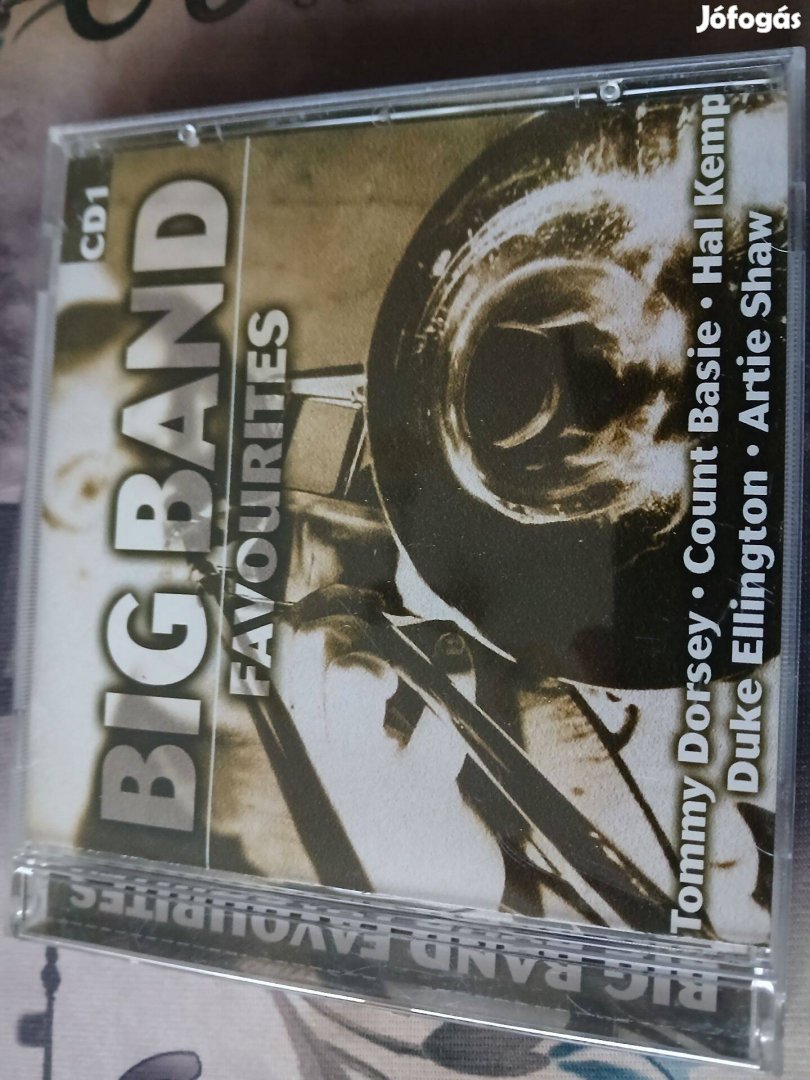 Jófogás
CD1
BIG BAND
FAVOURITES
Tommy Dorsey · Count Basie · Hal Kemp
Duke Ellington · Artie Shaw
BIG BAND FAVOURITES